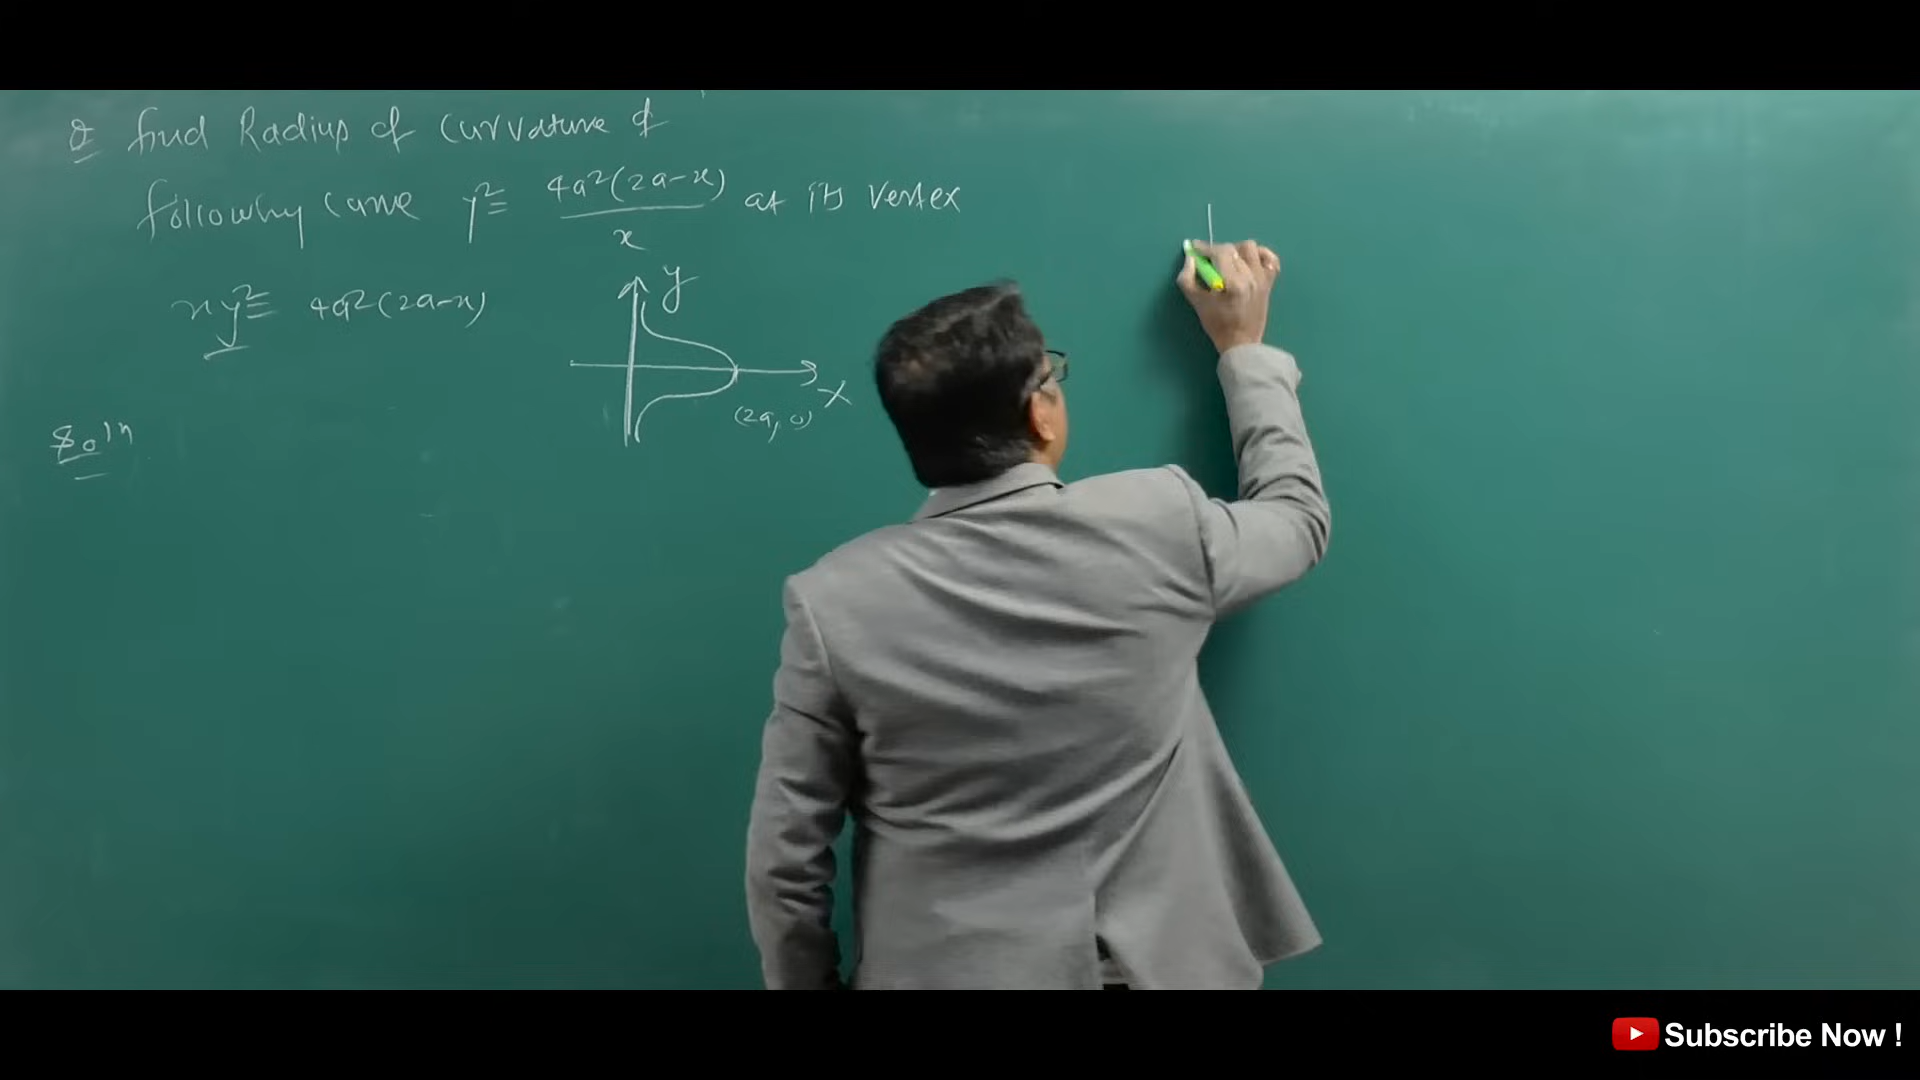 Q find Radius of Curvature of
following curve y² = 4a²(2a-x) / x at its vertex
xy² = 4a²(2a-x)
y
X
(2a, 0)
Soln
Subscribe Now !